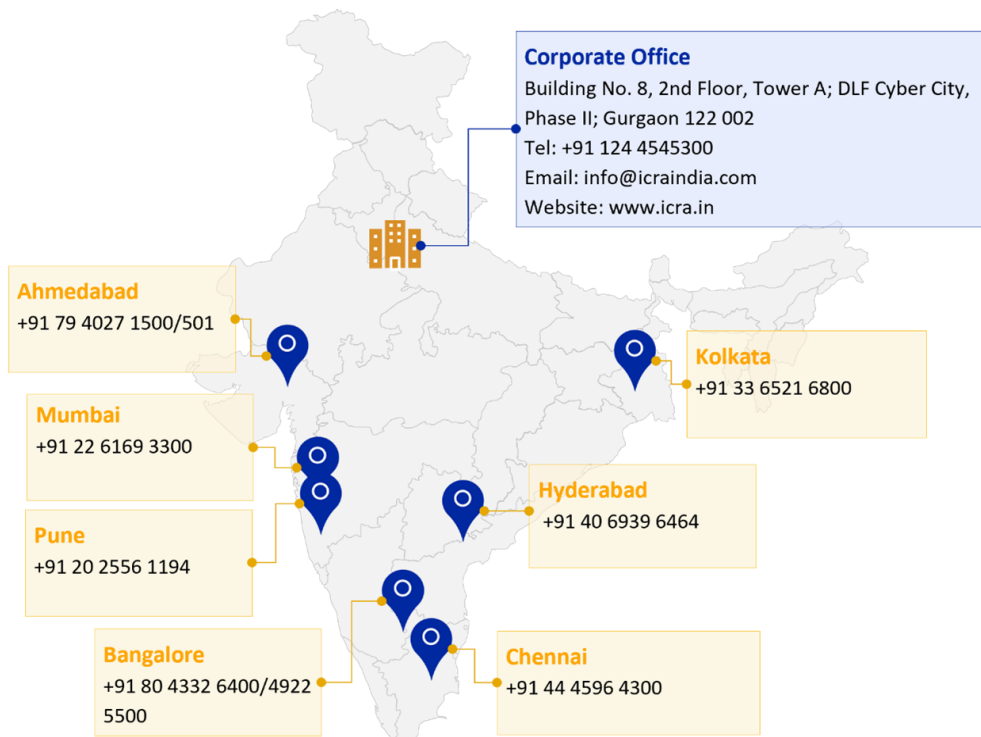 Corporate Office
Building No. 8, 2nd Floor, Tower A; DLF Cyber City,
Phase II; Gurgaon 122 002
Tel: +91 124 4545300
Email: info@icraindia.com
Website: www.icra.in
Ahmedabad
+91 79 4027 1500/501
Kolkata
+91 33 6521 6800
Mumbai
+91 22 6169 3300
Hyderabad
+91 40 6939 6464
Pune
+91 20 2556 1194
Bangalore
+91 80 4332 6400/4922
5500
Chennai
+91 44 4596 4300